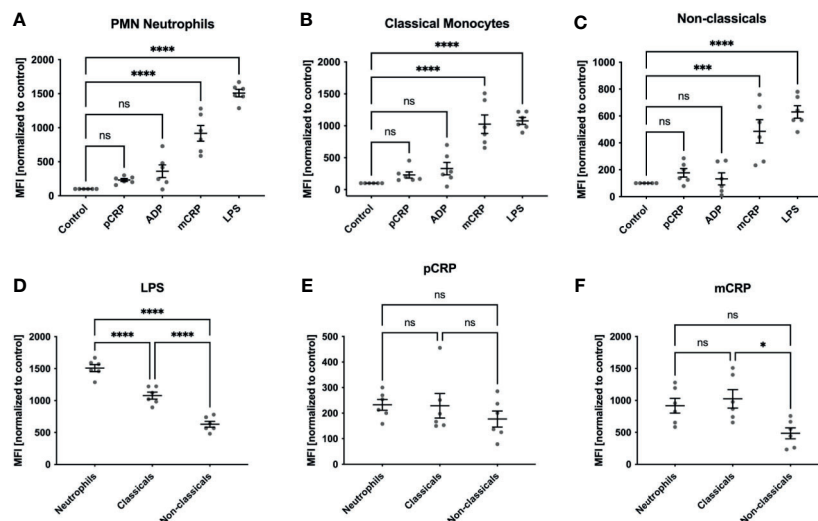 A
PMN Neutrophils
MFI [normalized to control]
2000
1500
1000
500
0
****
****
ns
ns
Control
pCRP
ADP
mCRP
LPS
B
Classical Monocytes
MFI [normalized to control]
2000
1500
1000
500
0
****
****
ns
ns
Control
pCRP
ADP
mCRP
LPS
C
Non-classicals
MFI [normalized to control]
1000
800
600
400
200
0
****
***
ns
ns
Control
pCRP
ADP
mCRP
LPS
D
LPS
MFI [normalized to control]
2000
1500
1000
500
0
****
**** ****
Neutrophils
Classicals
Non-classicals
E
pCRP
MFI [normalized to control]
500
400
300
200
100
0
ns
ns ns
Neutrophils
Classicals
Non-classicals
F
mCRP
MFI [normalized to control]
2000
1500
1000
500
0
ns
ns *
Neutrophils
Classicals
Non-classicals